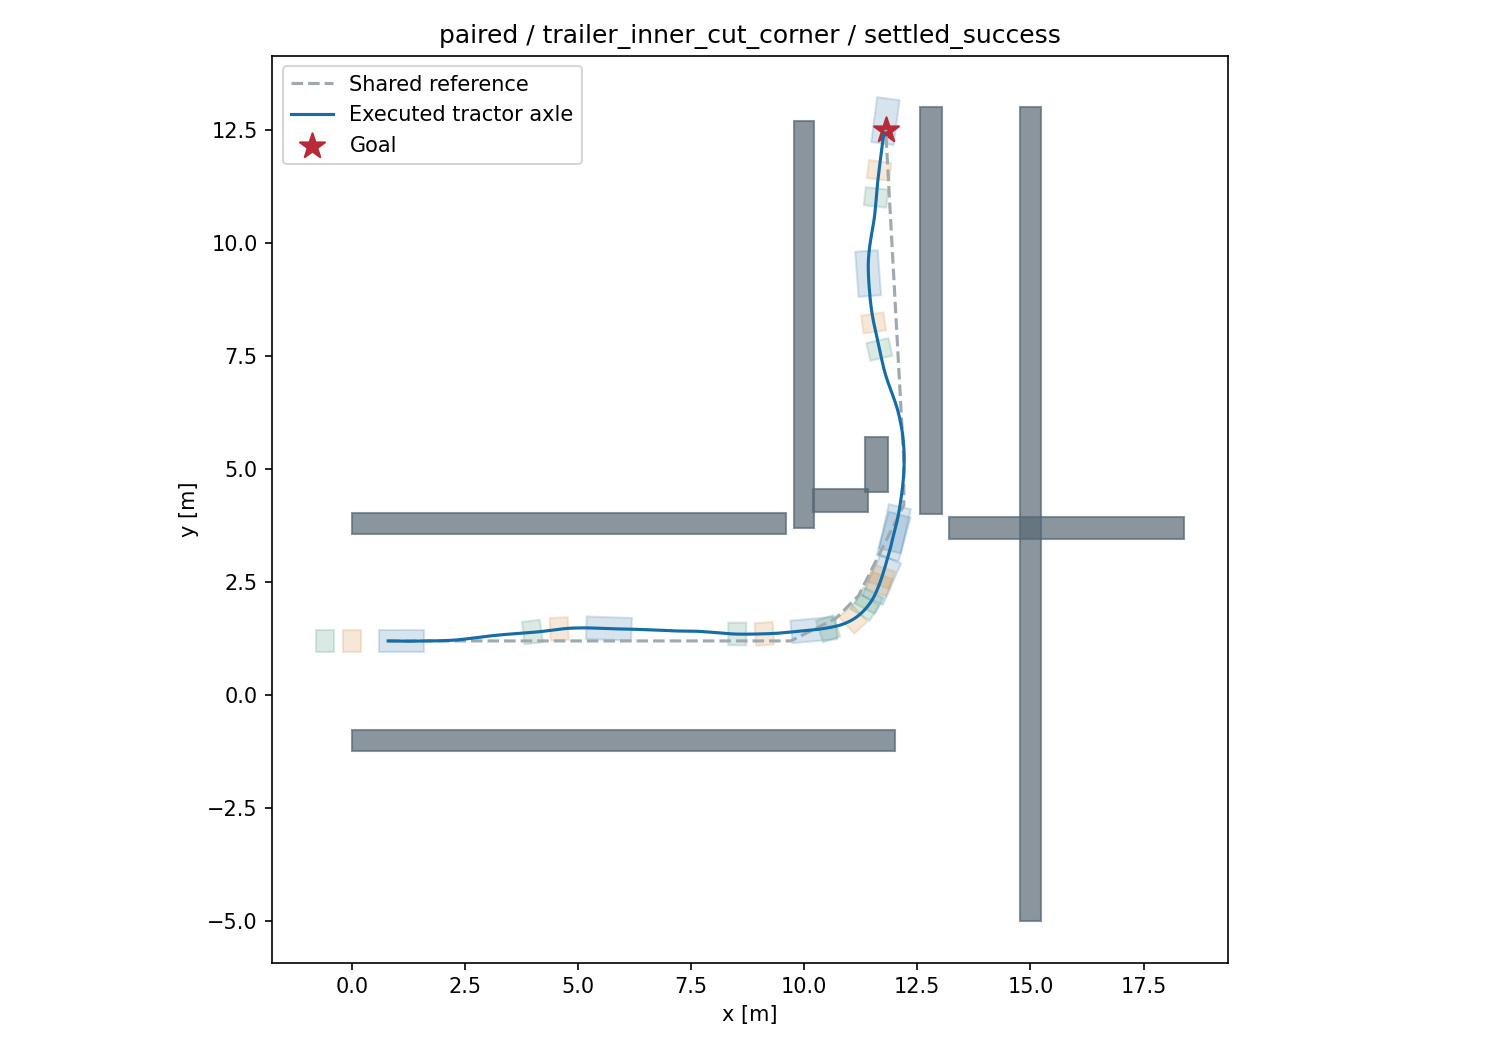 paired / trailer_inner_cut_corner / settled_success
Shared reference
Executed tractor axle
Goal
12.5
10.0
7.5
5.0
2.5
0.0
−2.5
−5.0
y [m]
0.0
2.5
5.0
7.5
10.0
12.5
15.0
17.5
x [m]